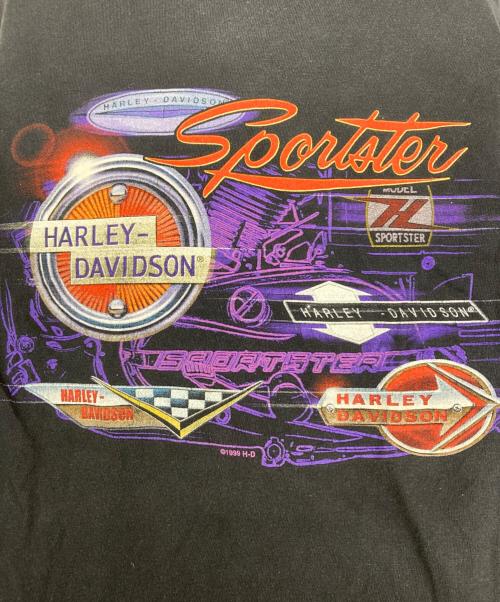 HARLEY-DAVIDSON
Sportster
MODEL
H
SPORTSTER
HARLEY-
DAVIDSON®
HARLEY-DAVIDSON®
SPORTSTER
HARLEY-
DAVIDSON
HARLEY
DAVIDSON
©1999 H-D